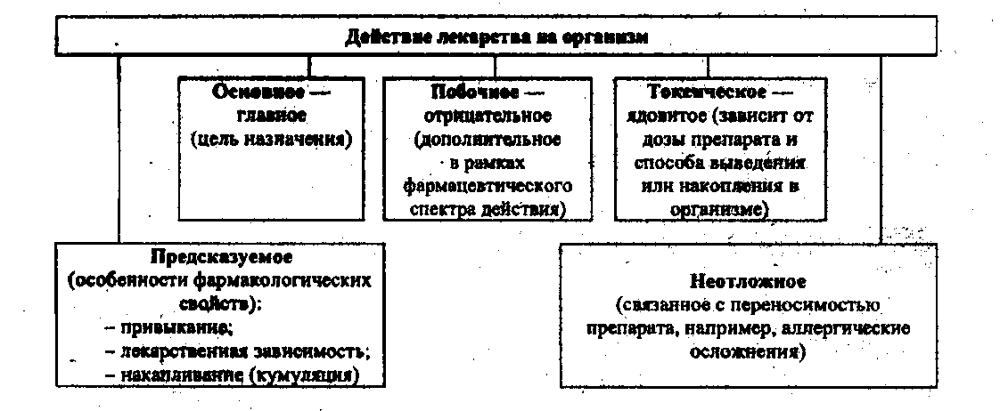 Действие лекарства на организм
Основное —
главное
(цель назначения)
Побочное —
отрицательное
(дополнительное
в рамках
фармацевтического
спектра действия)
Токсическое —
ядовитое (зависит от
дозы препарата и
способа выведения
или накопления в
организме)
Предсказуемое
(особенности фармакологических
свойств):
– привыкание;
– лекарственная зависимость;
– накапливание (кумуляция)
Неотложное
(связанное с переносимостью
препарата, например, аллергические
осложнения)